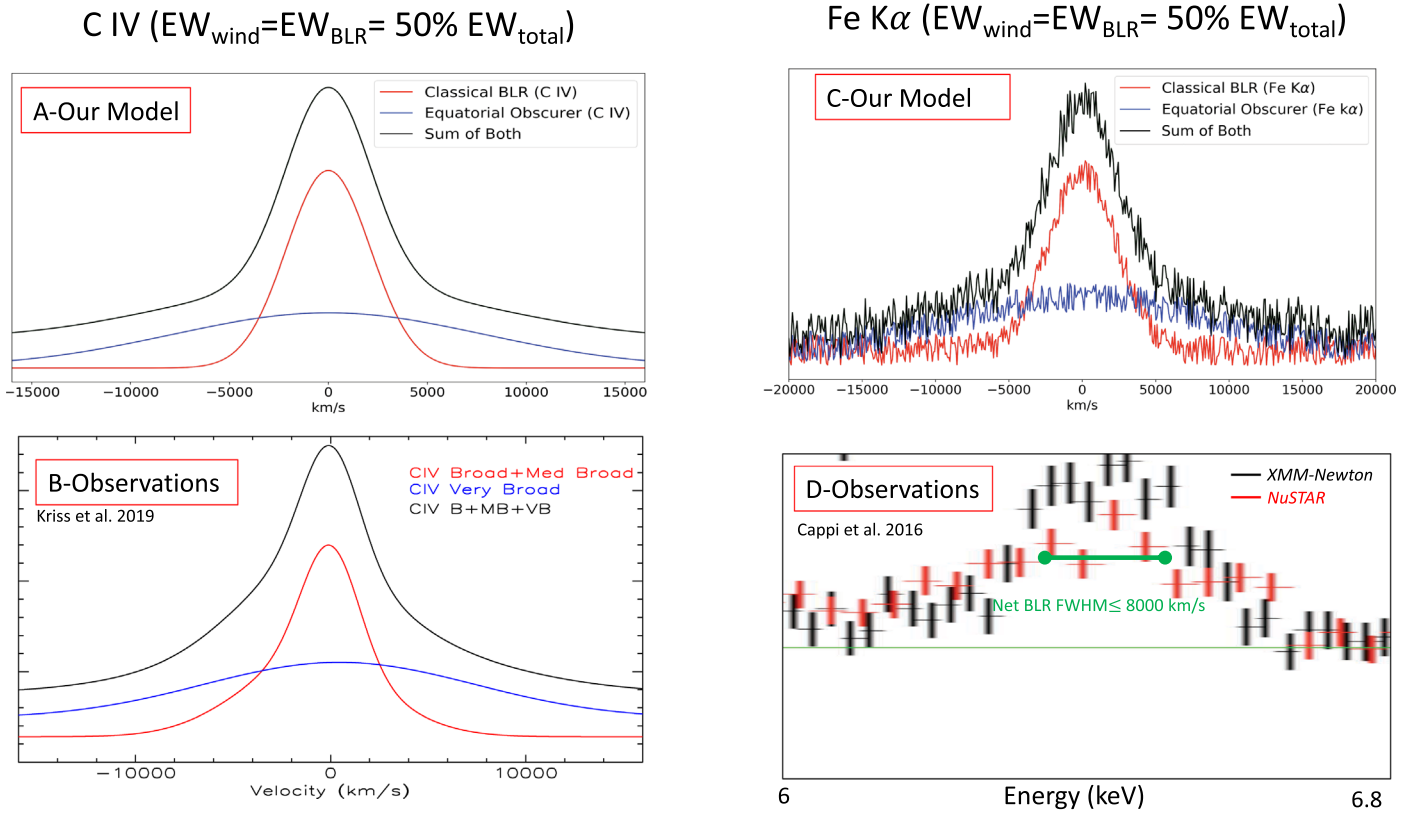 C IV (EWwind=EWBLR= 50% EWtotal)
A-Our Model
Classical BLR (C IV)
Equatorial Obscurer (C IV)
Sum of Both
−15000 −10000 −5000 0 5000 10000 15000
km/s
B-Observations
Kriss et al. 2019
CIV Broad+Med Broad
CIV Very Broad
CIV B+MB+VB
−10000 0 10000
Velocity (km/s)
Fe K𝛼 (EWwind=EWBLR= 50% EWtotal)
C-Our Model
Classical BLR (Fe Kα)
Equatorial Obscurer (Fe kα)
Sum of Both
−20000 −15000 −10000 −5000 0 5000 10000 15000 20000
km/s
D-Observations
Cappi et al. 2016
XMM-Newton
NuSTAR
Net BLR FWHM≤ 8000 km/s
6 Energy (keV) 6.8